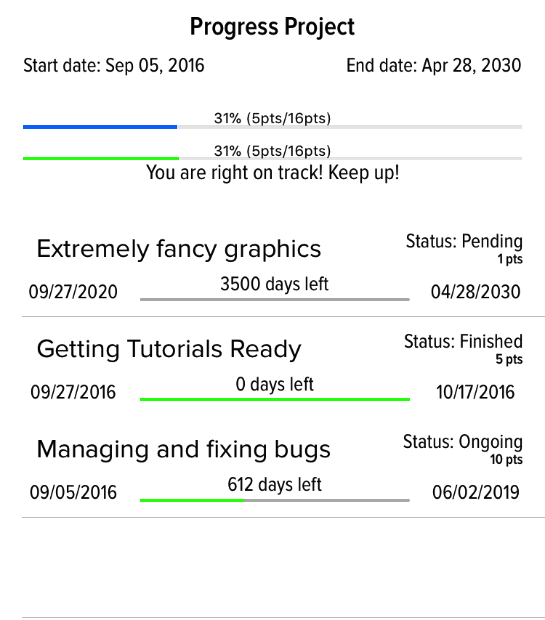 Progress Project
Start date: Sep 05, 2016 End date: Apr 28, 2030
31% (5pts/16pts)
31% (5pts/16pts)
You are right on track! Keep up!
Extremely fancy graphics Status: Pending
1 pts
09/27/2020 3500 days left 04/28/2030
Getting Tutorials Ready Status: Finished
5 pts
09/27/2016 0 days left 10/17/2016
Managing and fixing bugs Status: Ongoing
10 pts
09/05/2016 612 days left 06/02/2019